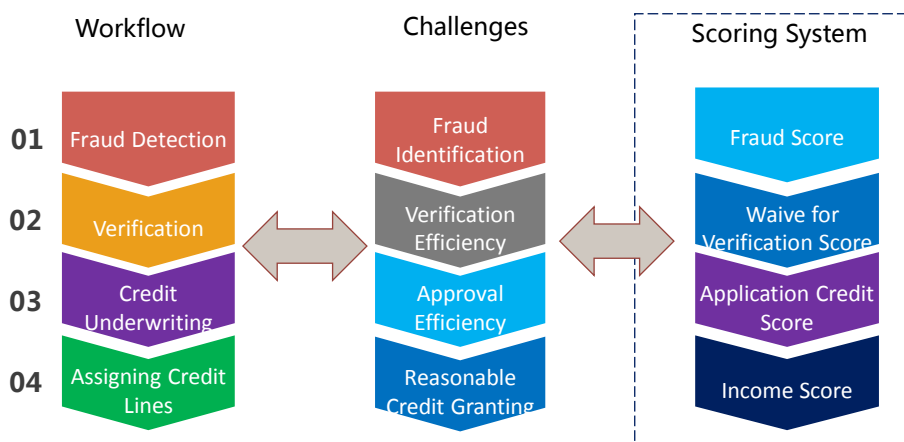 Workflow
Challenges
Scoring System
01
Fraud Detection
Fraud
Identification
Fraud Score
02
Verification
Verification
Efficiency
Waive for
Verification Score
03
Credit
Underwriting
Approval
Efficiency
Application Credit
Score
04
Assigning Credit
Lines
Reasonable
Credit Granting
Income Score